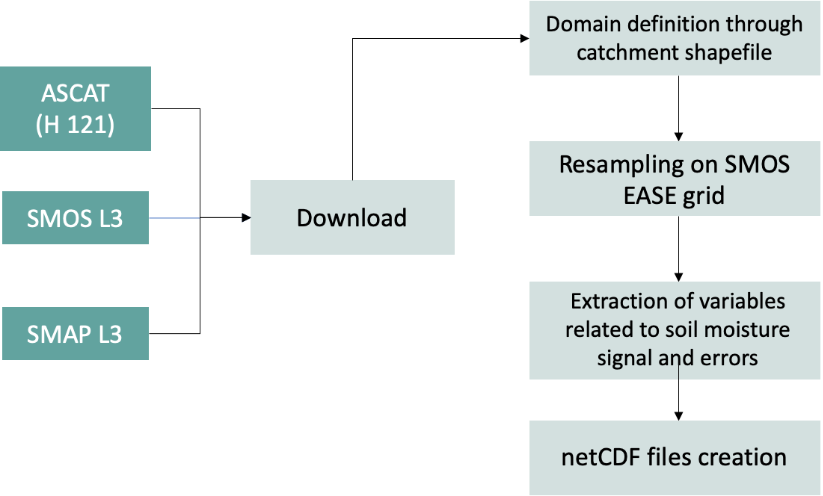 ASCAT
(H 121)
SMOS L3
SMAP L3
Download
Domain definition through
catchment shapefile
Resampling on SMOS
EASE grid
Extraction of variables
related to soil moisture
signal and errors
netCDF files creation